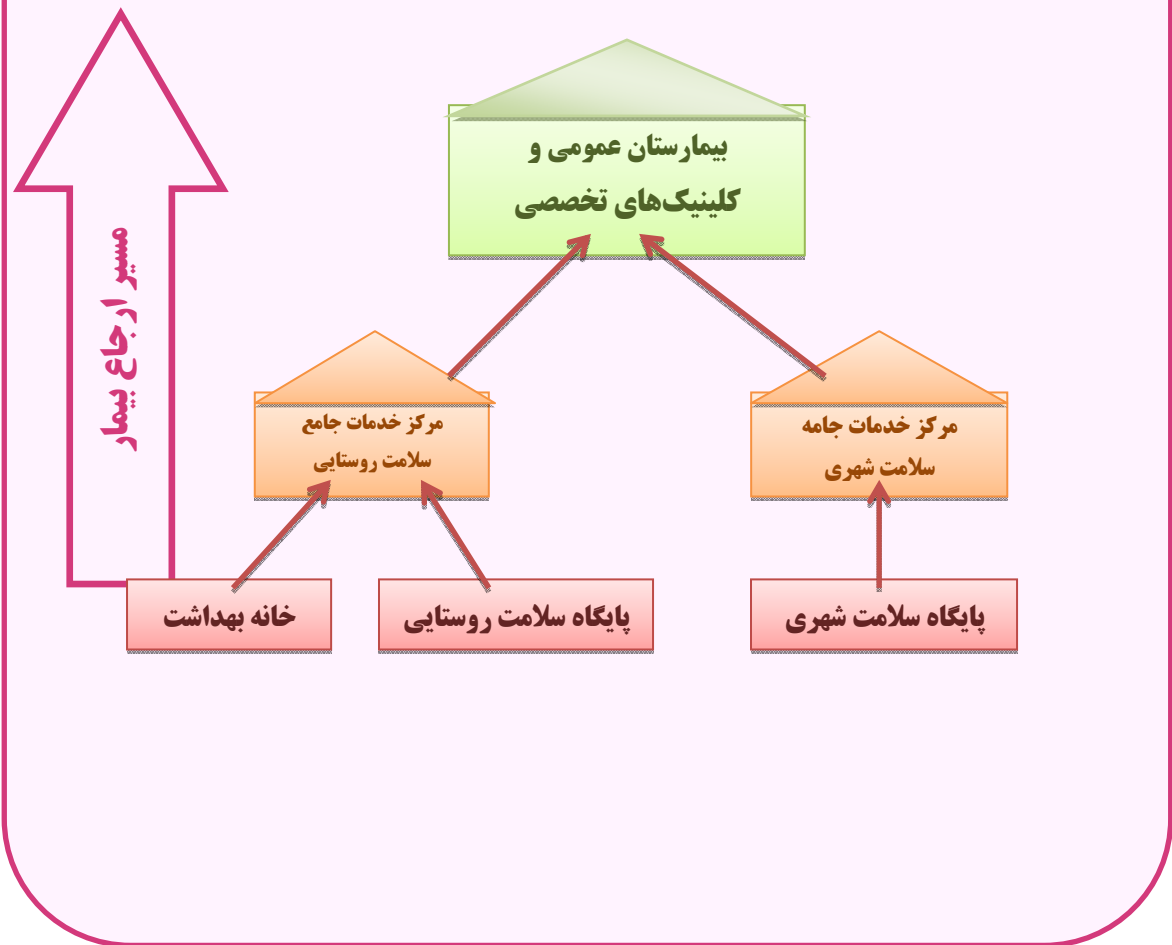 بیمارستان عمومی و
کلینیک‌های تخصصی
مسیر ارجاع بیمار
مرکز خدمات جامه
سلامت شهری
مرکز خدمات جامع
سلامت روستایی
پایگاه سلامت شهری
پایگاه سلامت روستایی
خانه بهداشت